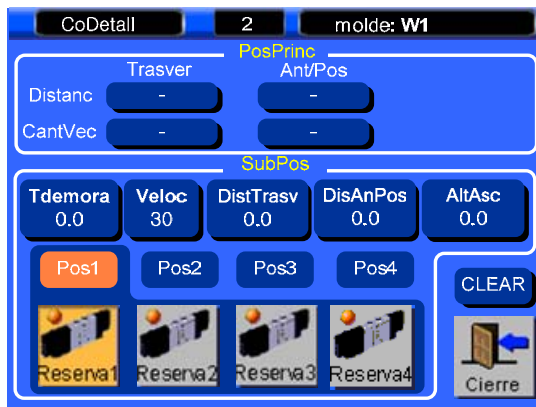 CoDetall 2 molde: W1
PosPrinc
Trasver Ant/Pos
Distanc - -
CantVec - -
SubPos
Tdemora Veloc DistTrasv DisAnPos AltAsc
0.0 30 0.0 0.0 0.0
Pos1 Pos2 Pos3 Pos4
CLEAR
Reserva1 Reserva2 Reserva3 Reserva4
Cierre